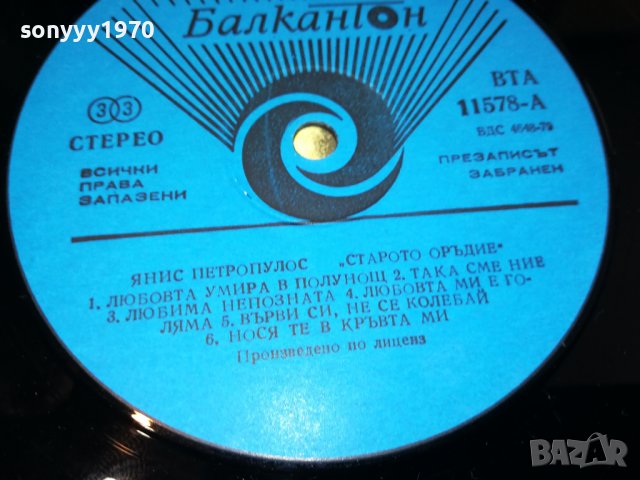 sonyyy1970
Балкантон
33
СТЕРЕО
ВСИЧКИ
ПРАВА
ЗАПАЗЕНИ
ВТА
11578-А
ВДС 4648-79
ПРЕЗАПИСЪТ
ЗАБРАНЕН
ЯНИС ПЕТРОПУЛОС „СТАРОТО ОРЪДИЕ"
1. ЛЮБОВТА УМИРА В ПОЛУНОЩ 2. ТАКА СМЕ НИЕ
3. ЛЮБИМА НЕПОЗНАТА 4. ЛЮБОВТА МИ Е ГО-
ЛЯМА 5. ВЪРВИ СИ, НЕ СЕ КОЛЕБАЙ
6. НОСЯ ТЕ В КРЪВТА МИ
Произведено по лиценз
BAZAR